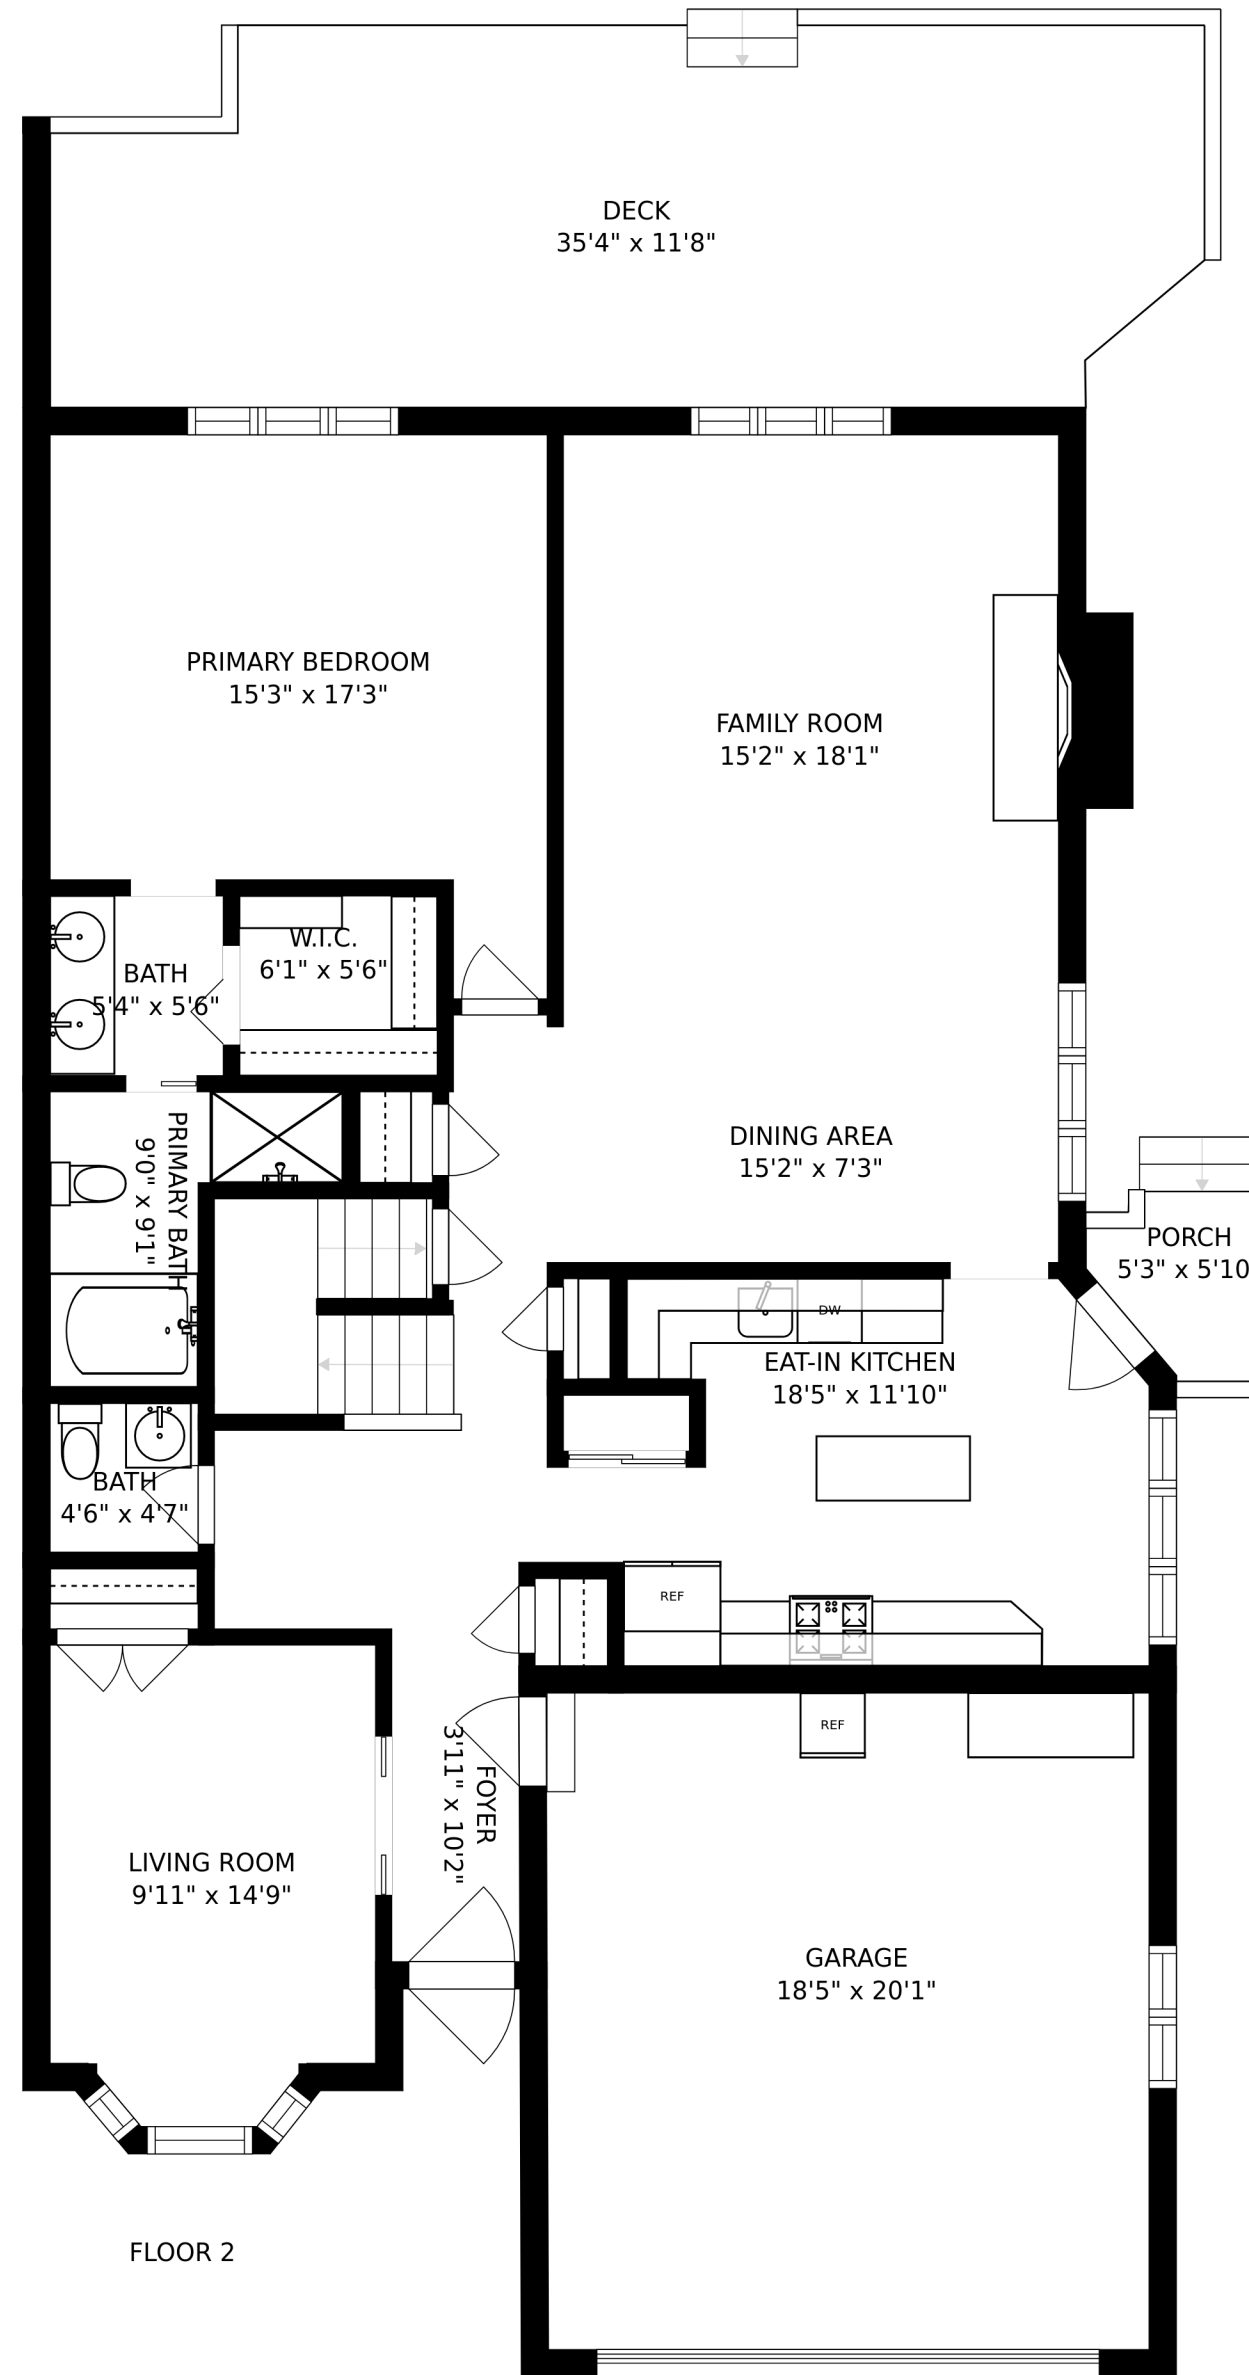 DECK
35'4" x 11'8"
PRIMARY BEDROOM
15'3" x 17'3"
FAMILY ROOM
15'2" x 18'1"
W.I.C.
6'1" x 5'6"
BATH
5'4" x 5'6"
PRIMARY BATH
9'0" x 9'1"
DINING AREA
15'2" x 7'3"
PORCH
5'3" x 5'10
DW
EAT-IN KITCHEN
18'5" x 11'10"
BATH
4'6" x 4'7"
REF
REF
FOYER
3'11" x 10'2"
LIVING ROOM
9'11" x 14'9"
GARAGE
18'5" x 20'1"
FLOOR 2